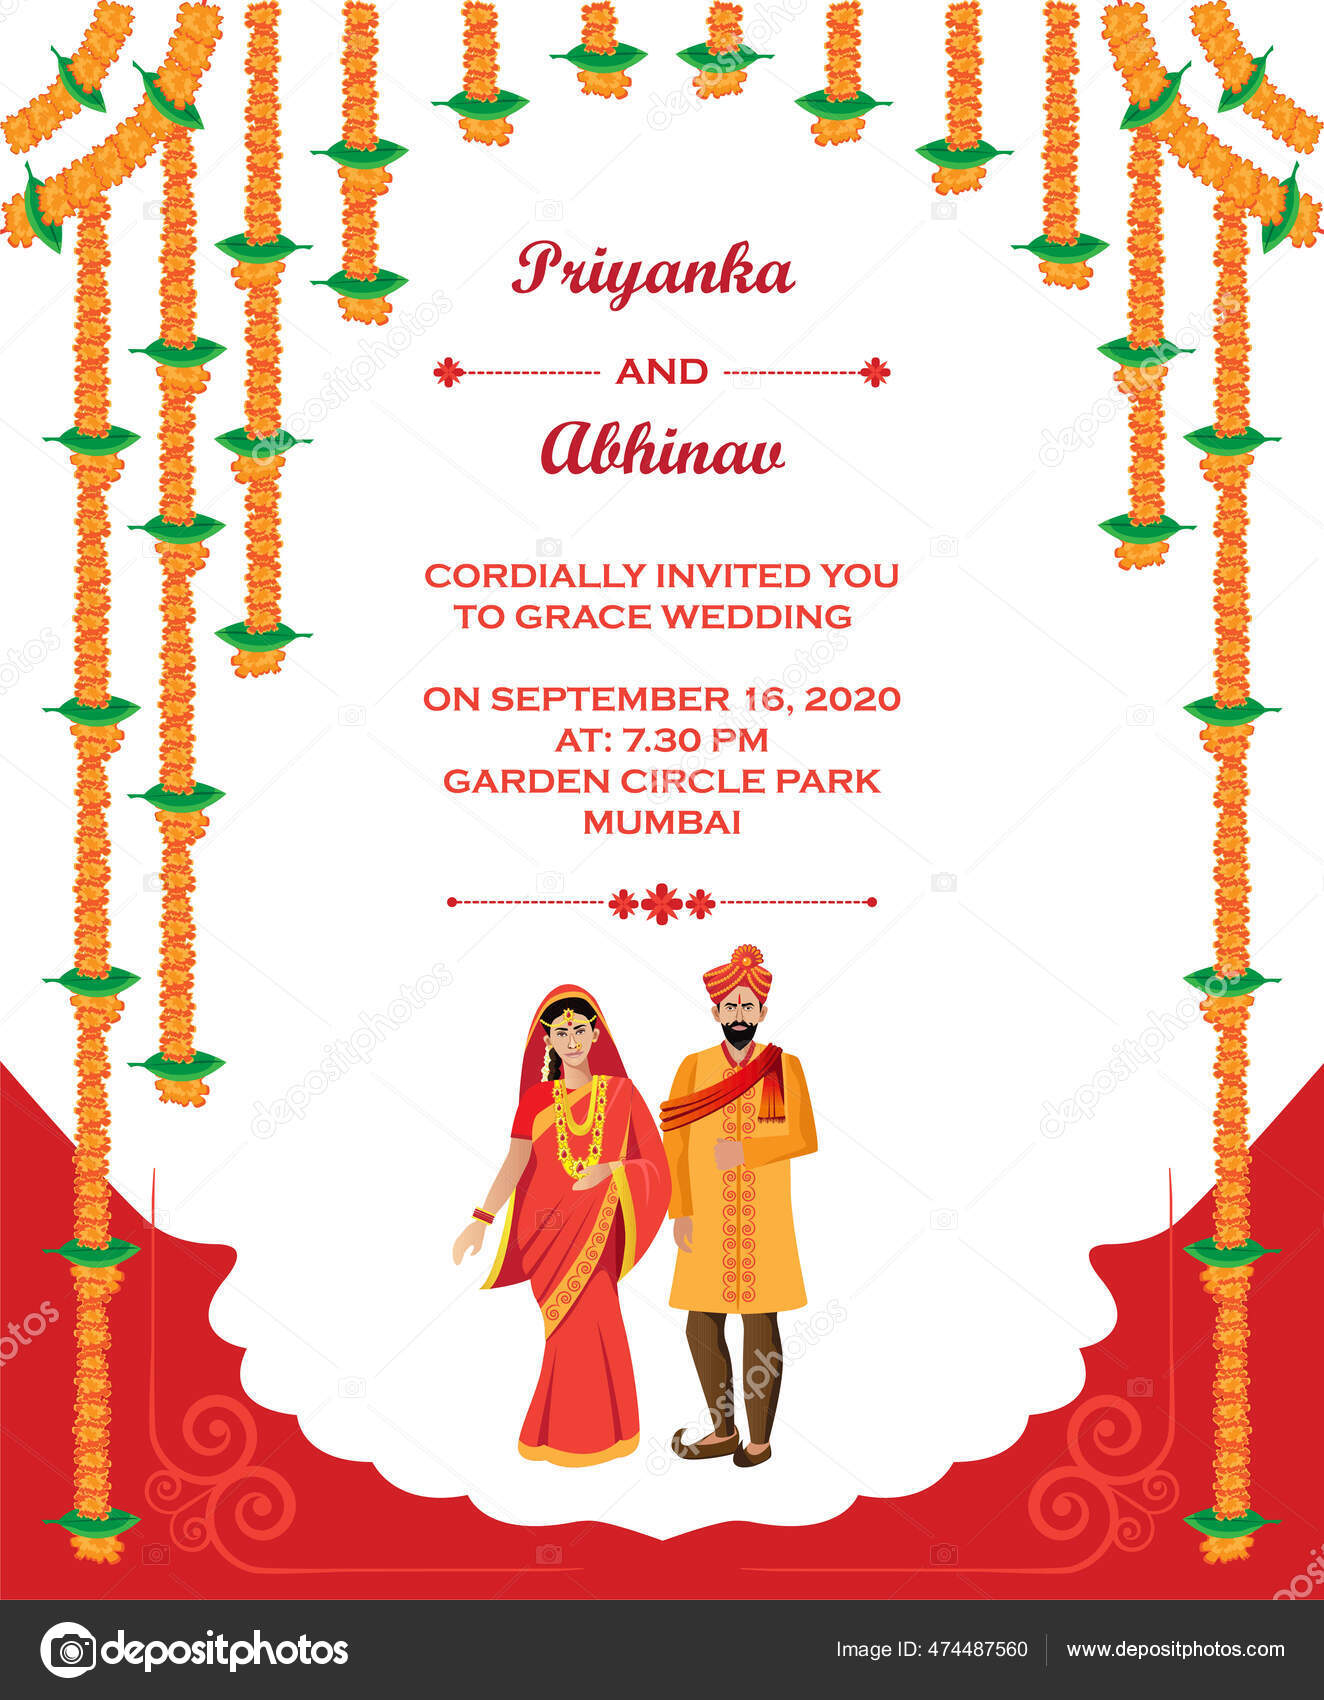 Priyanka
AND
Abhinav
CORDIALLY INVITED YOU
TO GRACE WEDDING
ON SEPTEMBER 16, 2020
AT: 7.30 PM
GARDEN CIRCLE PARK
MUMBAI
depositphotos
Image ID: 474487560
www.depositphotos.com